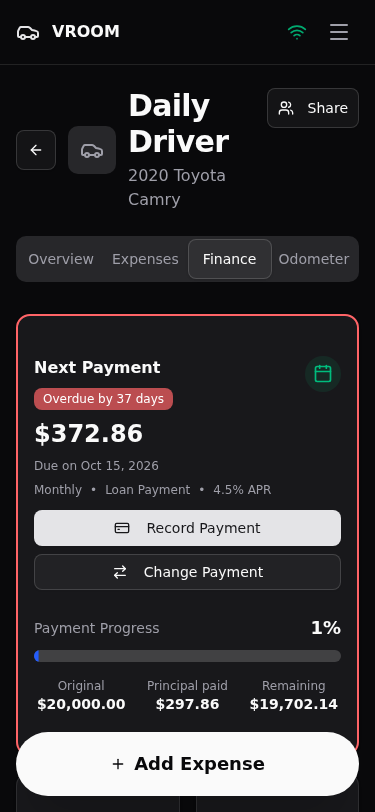 VROOM
Daily
Driver
2020 Toyota
Camry
Share
Overview Expenses Finance Odometer
Next Payment
Overdue by 37 days
$372.86
Due on Oct 15, 2026
Monthly • Loan Payment • 4.5% APR
Record Payment
Change Payment
Payment Progress 1%
Original Principal paid Remaining
$20,000.00 $297.86 $19,702.14
+ Add Expense